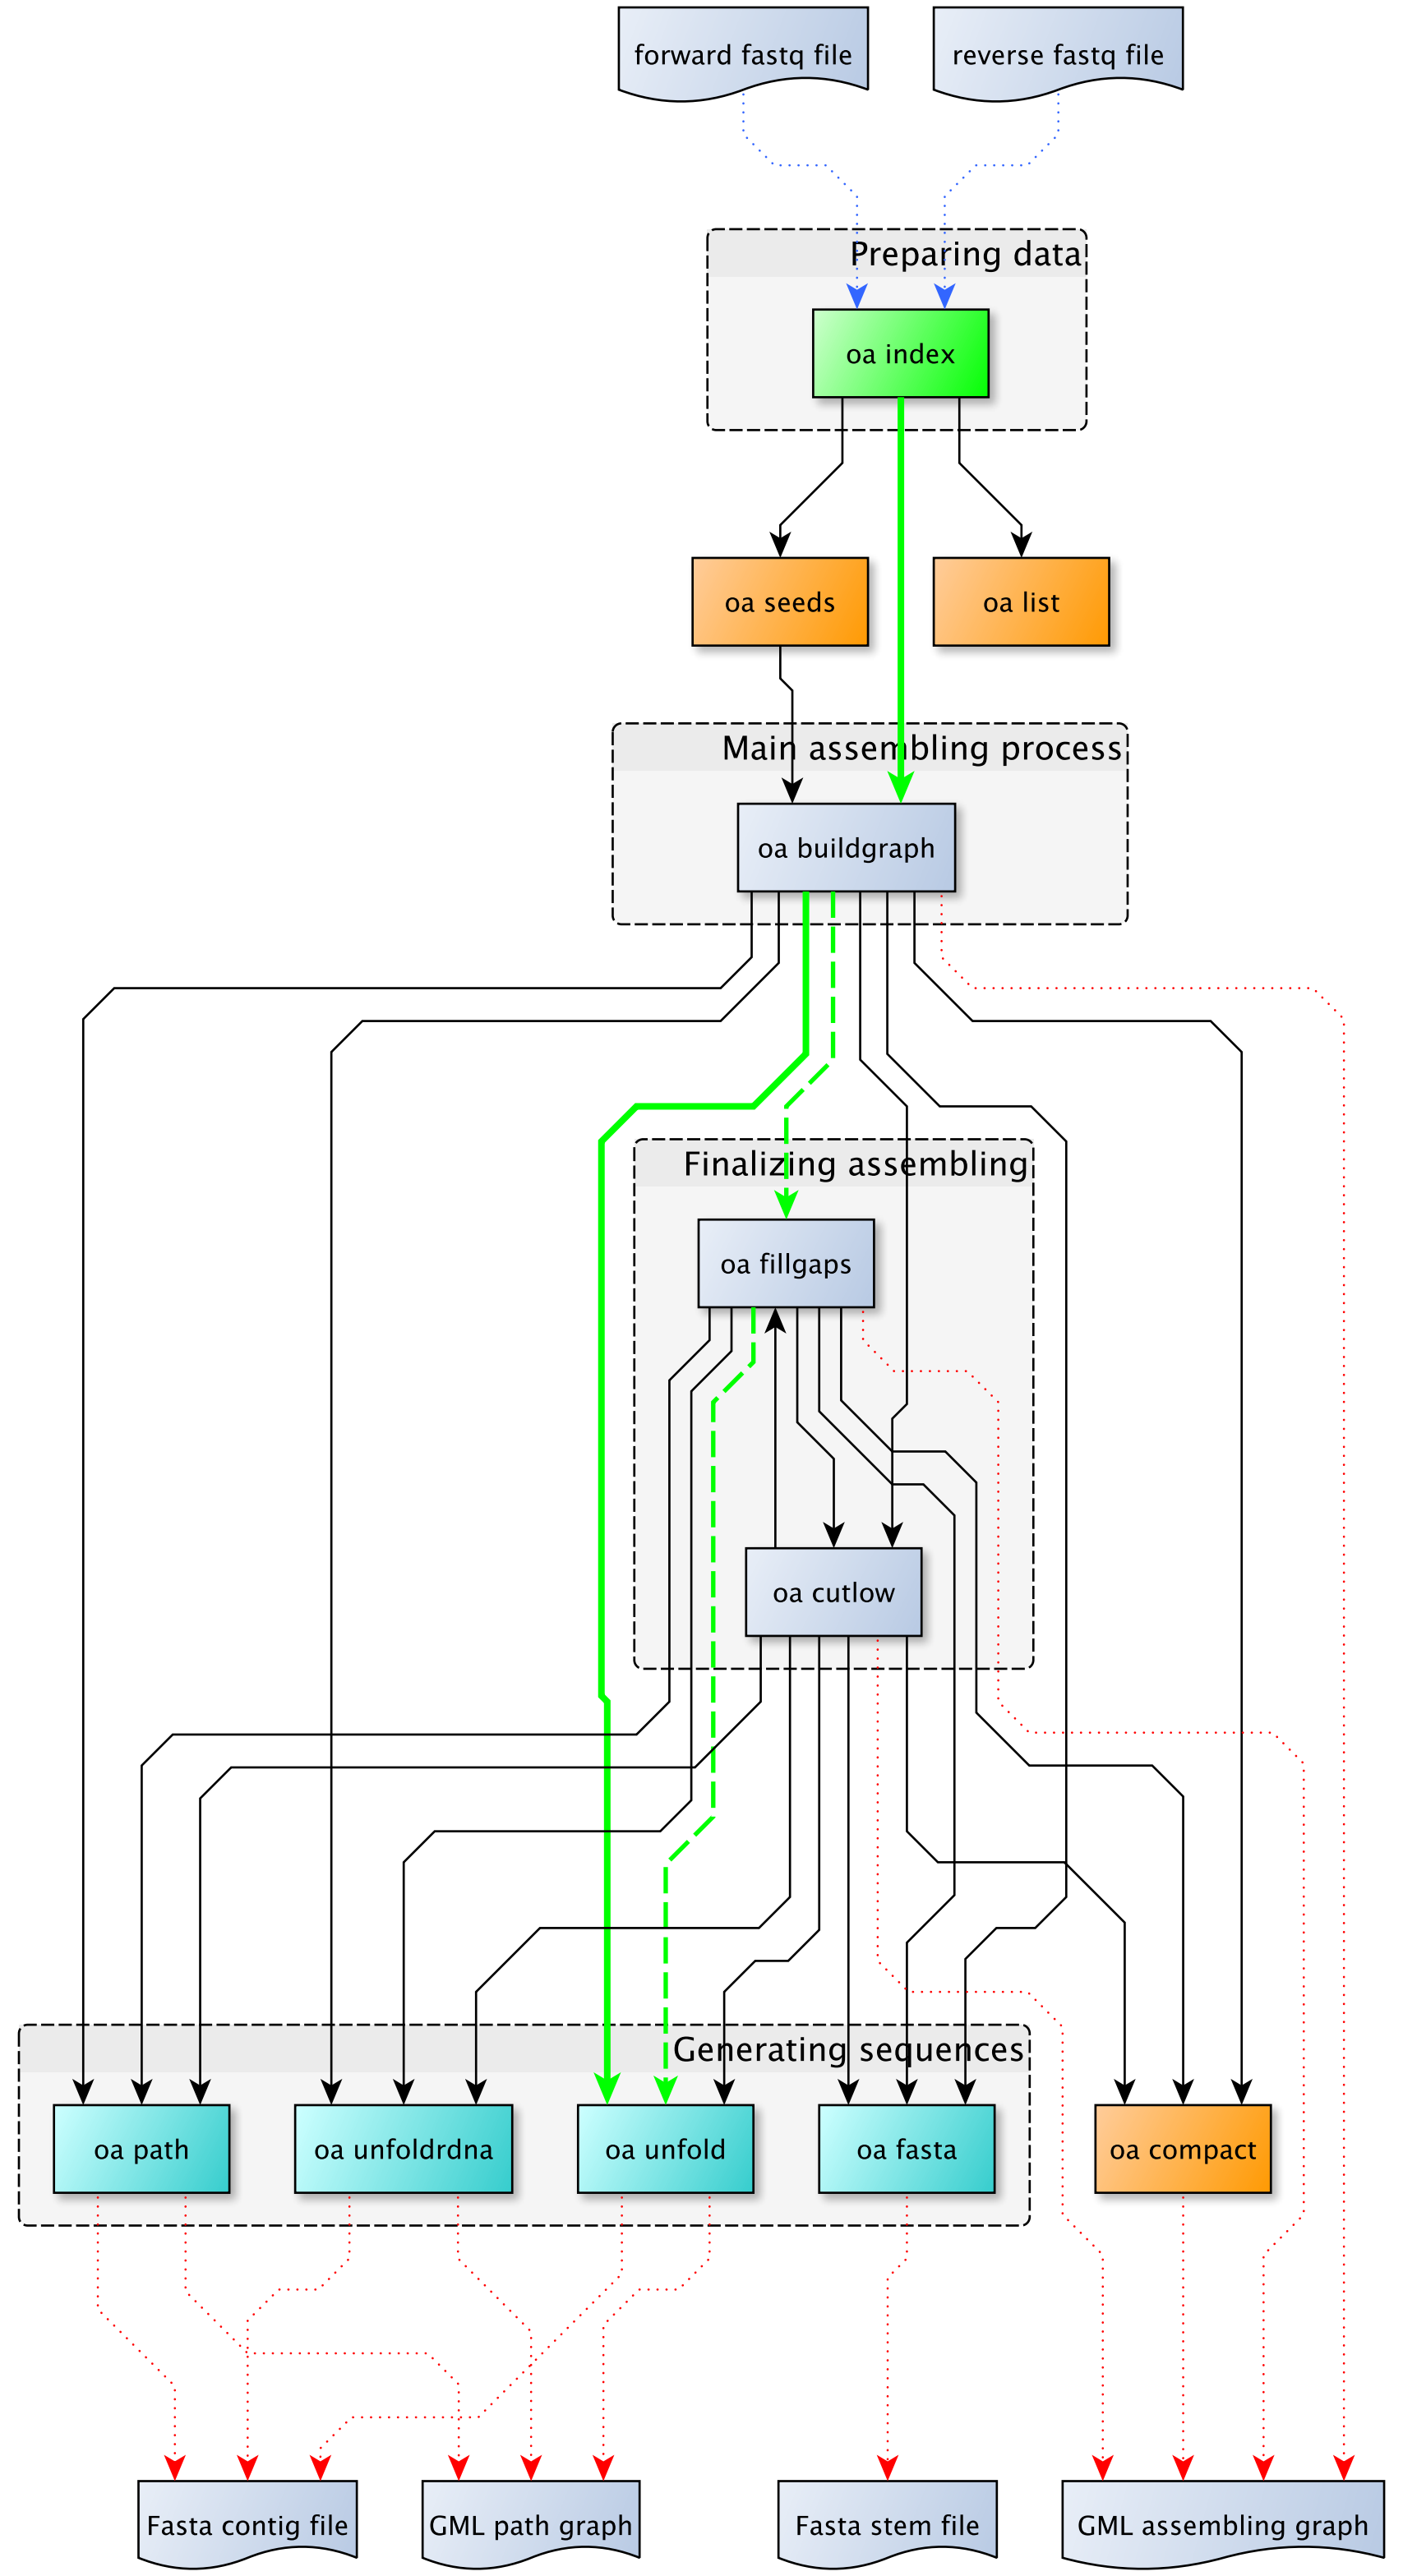 forward fastq file
reverse fastq file
Preparing data
oa index
oa seeds
oa list
Main assembling process
oa buildgraph
Finalizing assembling
oa fillgaps
oa cutlow
Generating sequences
oa path
oa unfoldrdna
oa unfold
oa fasta
oa compact
Fasta contig file
GML path graph
Fasta stem file
GML assembling graph